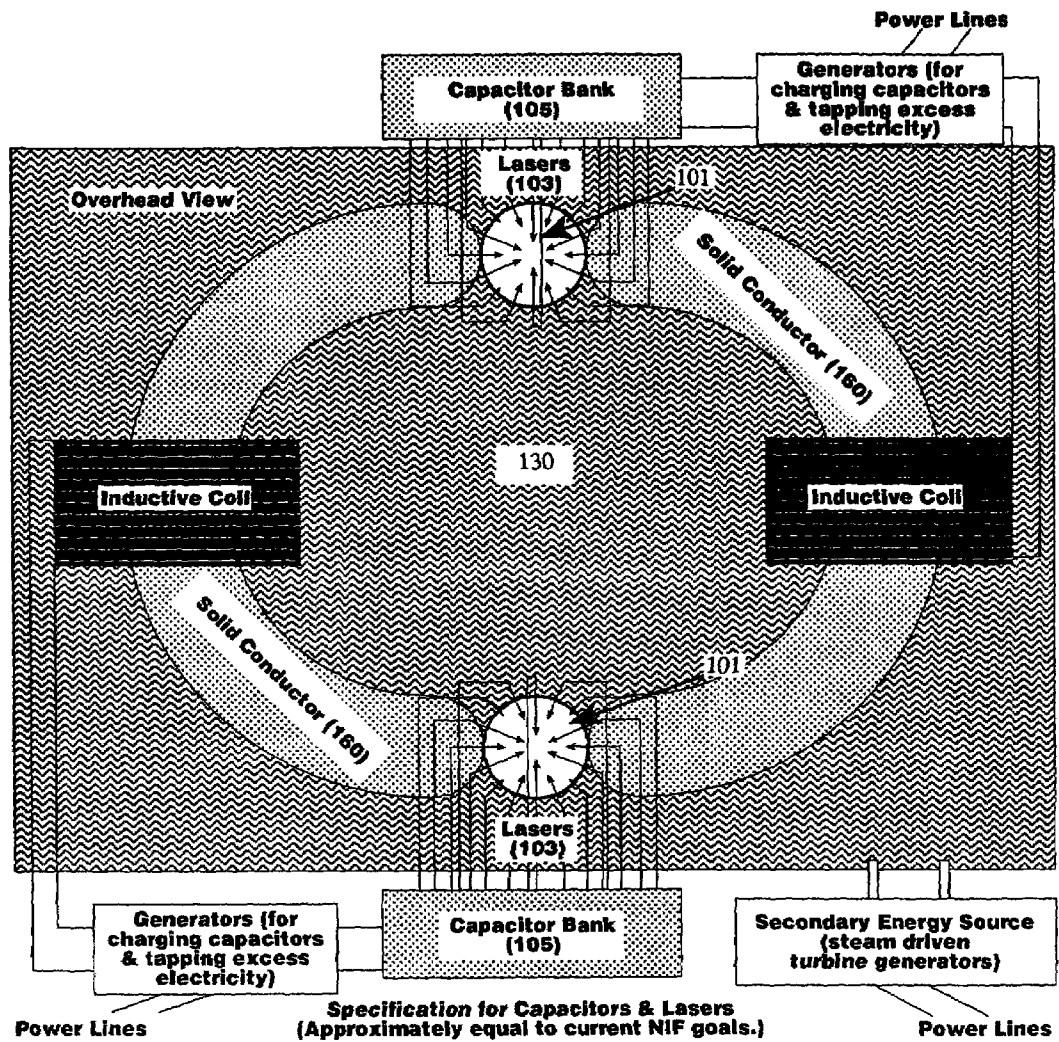 Power Lines
Capacitor Bank
(105)
Generators (for
charging capacitors
& tapping excess
electricity)
Lasers
(103)
101
Overhead View
Solid Conductor (160)
130
Inductive Coil
Inductive Coil
Solid Conductor (160)
101
Lasers
(103)
Generators (for
charging capacitors
& tapping excess
electricity)
Capacitor Bank
(105)
Secondary Energy Source
(steam driven
turbine generators)
Specification for Capacitors & Lasers
(Approximately equal to current NIF goals.)
Power Lines
Power Lines